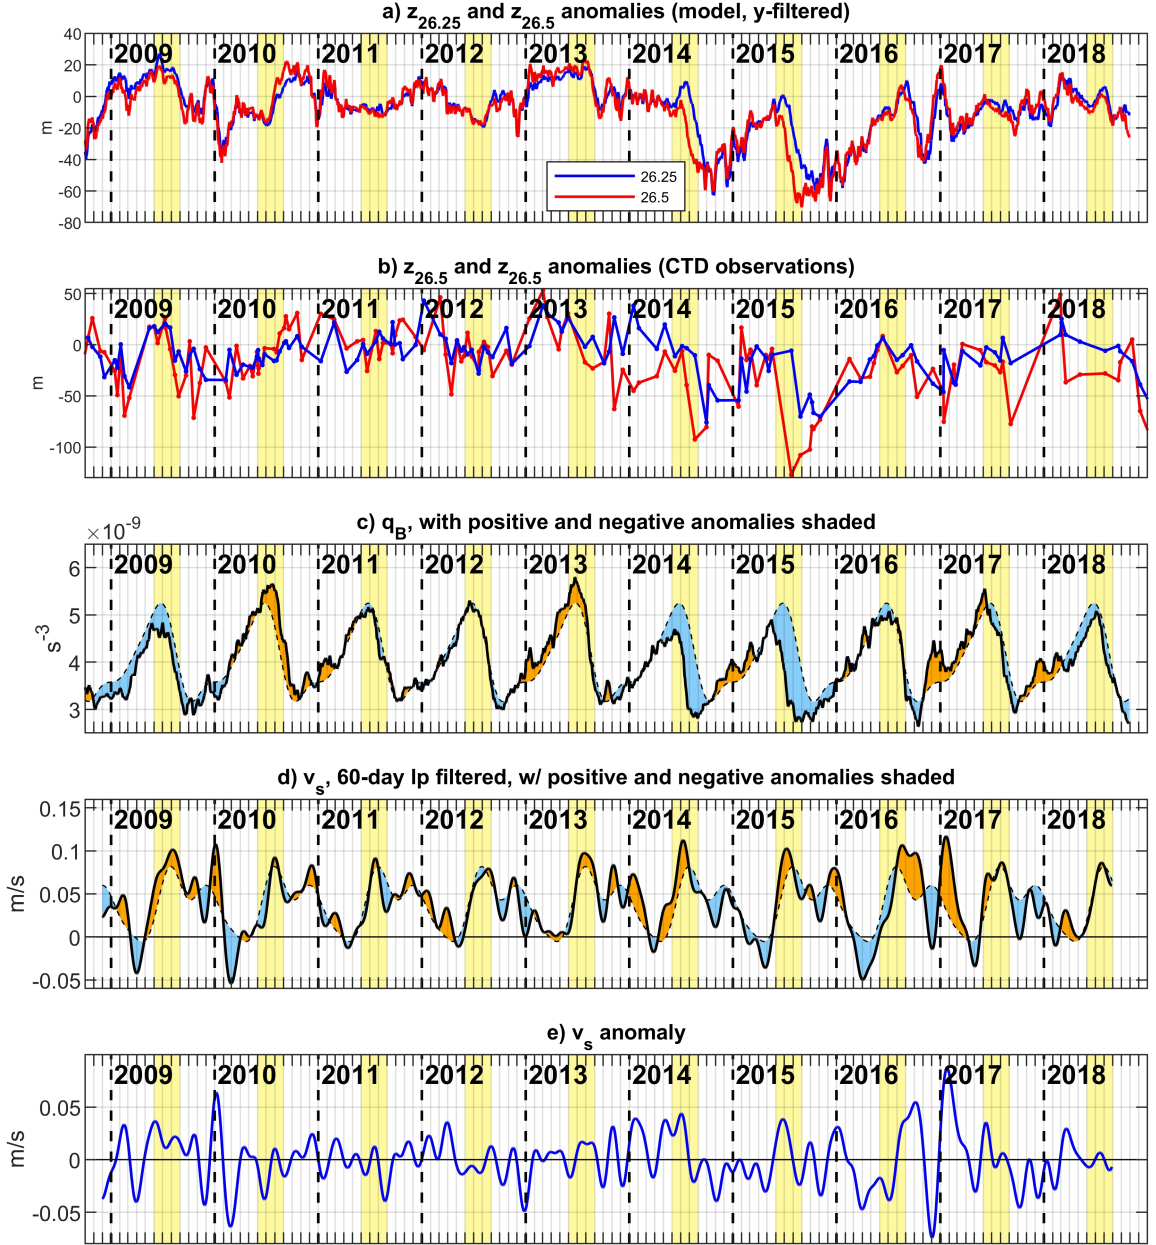 a) z26.25 and z26.5 anomalies (model, y-filtered)
40
20
0
-20
-40
-60
-80
m
2009 2010 2011 2012 2013 2014 2015 2016 2017 2018
26.25
26.5
b) z26.5 and z26.5 anomalies (CTD observations)
50
0
-50
-100
m
2009 2010 2011 2012 2013 2014 2015 2016 2017 2018
c) qB, with positive and negative anomalies shaded
×10-9
6
5
4
3
s-3
2009 2010 2011 2012 2013 2014 2015 2016 2017 2018
d) vs, 60-day lp filtered, w/ positive and negative anomalies shaded
0.15
0.1
0.05
0
-0.05
m/s
2009 2010 2011 2012 2013 2014 2015 2016 2017 2018
e) vs anomaly
0.05
0
-0.05
m/s
2009 2010 2011 2012 2013 2014 2015 2016 2017 2018